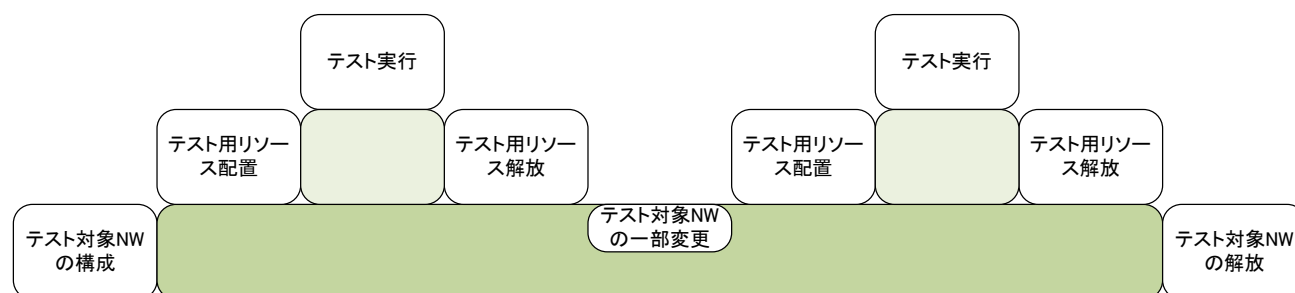 テスト実行
テスト実行
テスト用リソー
ス配置
テスト用リソー
ス解放
テスト用リソー
ス配置
テスト用リソー
ス解放
テスト対象NW
の構成
テスト対象NW
の一部変更
テスト対象NW
の解放